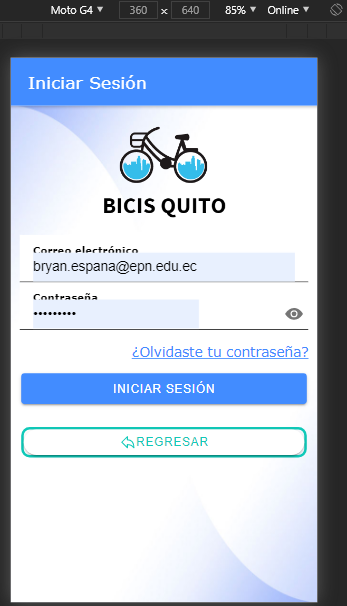 Moto G4 360 x 640 85% Online
Iniciar Sesión
BICIS QUITO
Correo electrónico
bryan.espana@epn.edu.ec
Contraseña
•••••••••
¿Olvidaste tu contraseña?
INICIAR SESIÓN
REGRESAR